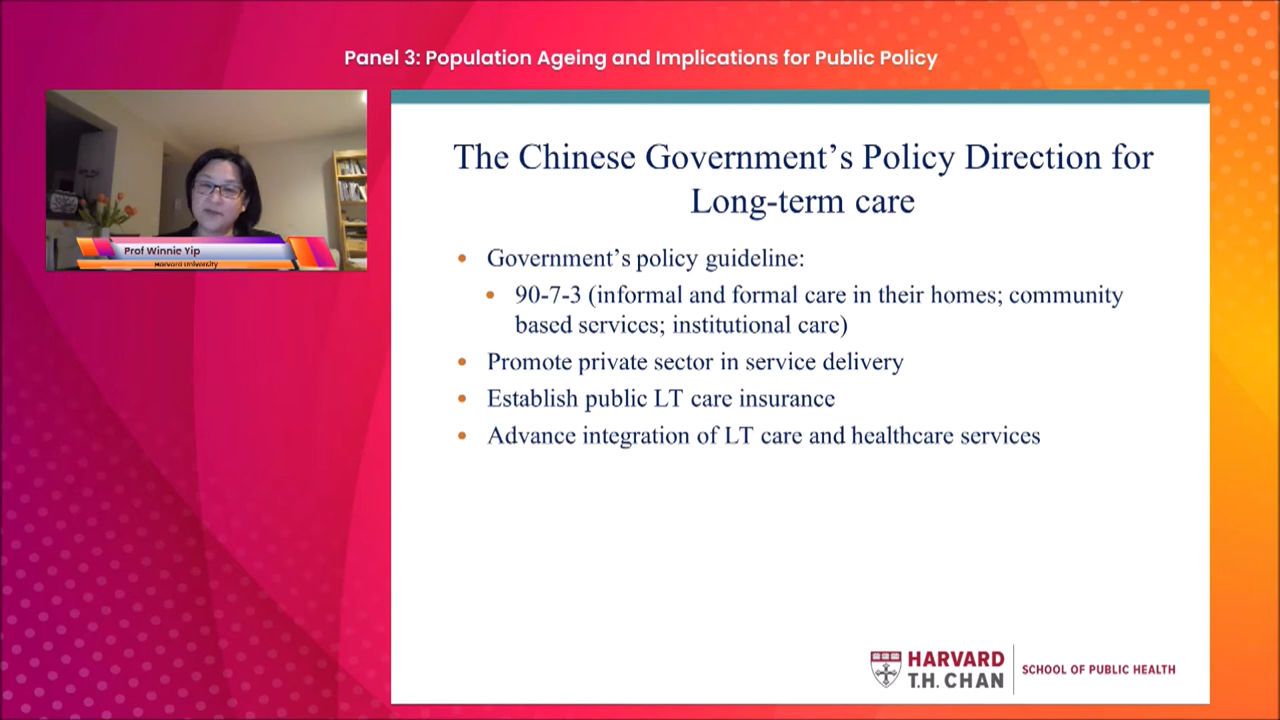 Panel 3: Population Ageing and Implications for Public Policy
Prof Winnie Yip
Harvard University
The Chinese Government’s Policy Direction for
Long-term care
• Government’s policy guideline:
• 90-7-3 (informal and formal care in their homes; community
based services; institutional care)
• Promote private sector in service delivery
• Establish public LT care insurance
• Advance integration of LT care and healthcare services
HARVARD
T.H. CHAN
SCHOOL OF PUBLIC HEALTH